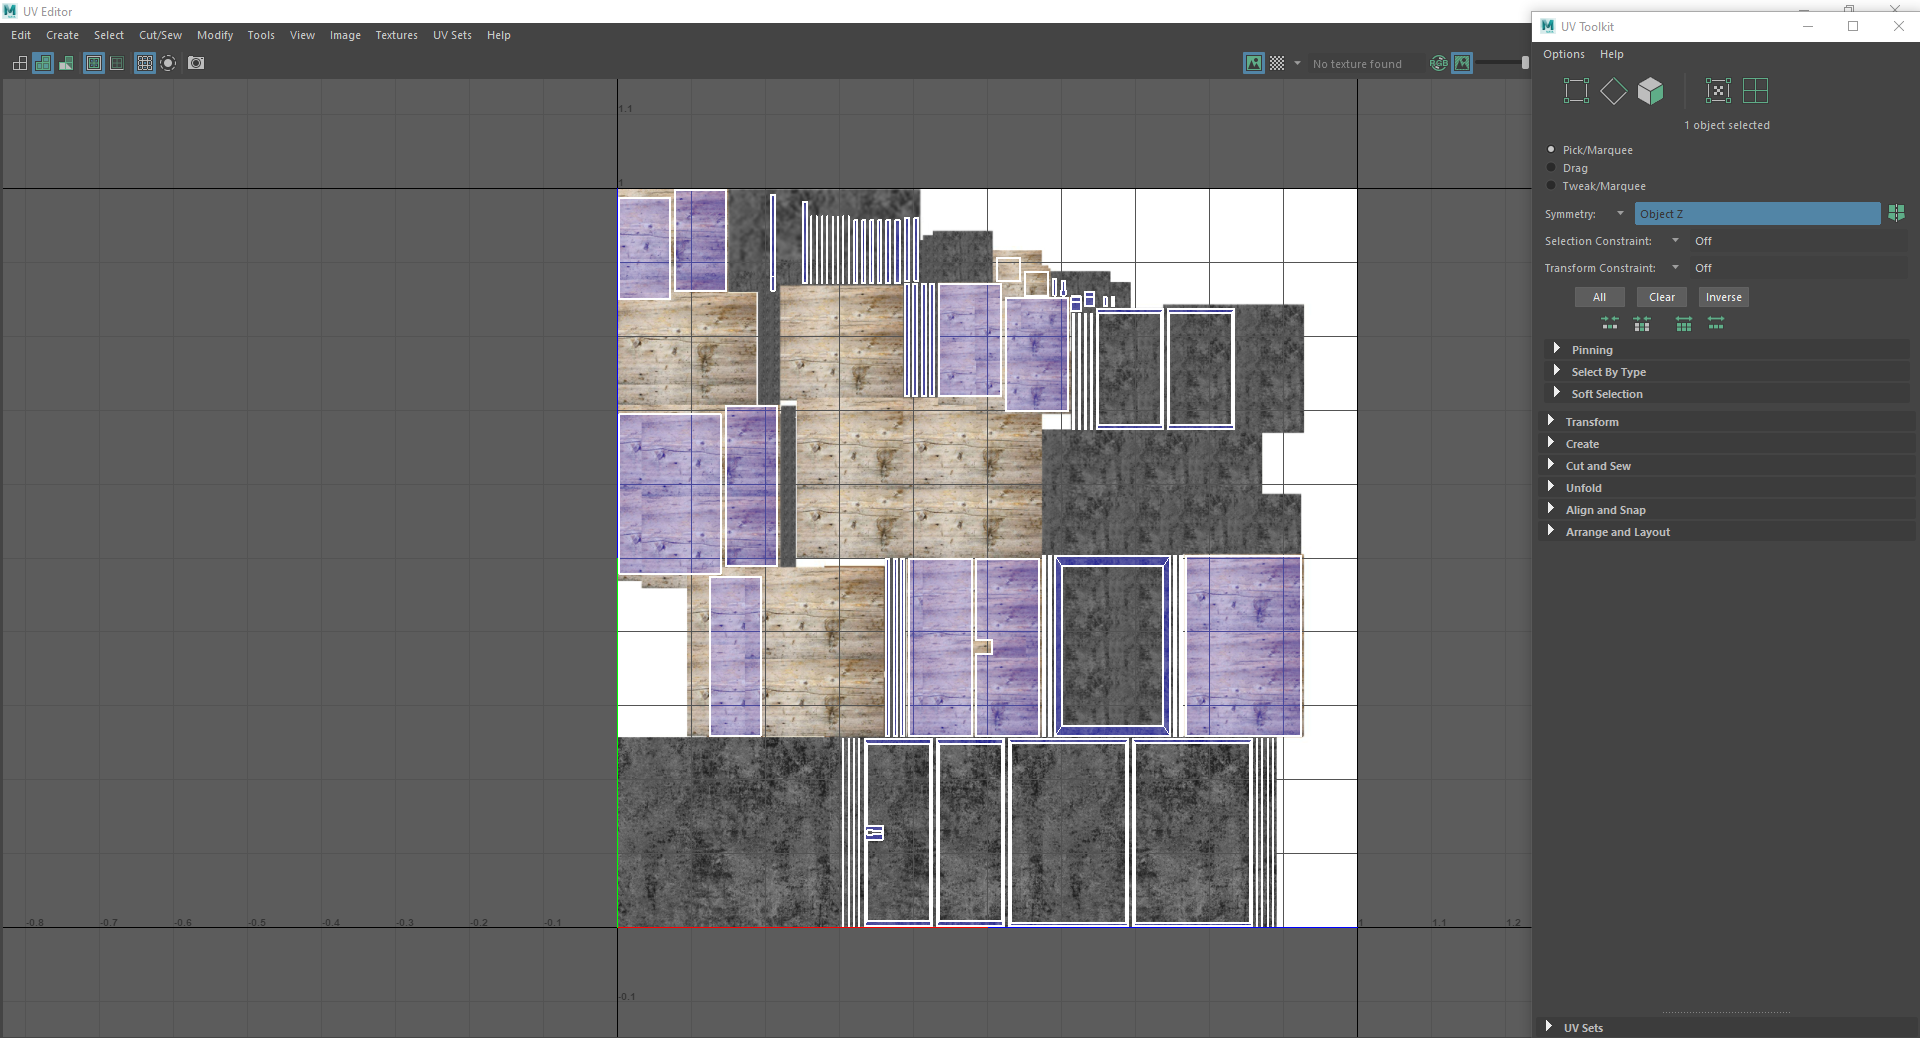 UV Editor
Edit Create Select Cut/Sew Modify Tools View Image Textures UV Sets Help
No texture found
RGB
UV Toolkit
Options Help
1 object selected
Pick/Marquee
Drag
Tweak/Marquee
Symmetry: Object Z
Selection Constraint: Off
Transform Constraint: Off
All Clear Inverse
Pinning
Select By Type
Soft Selection
Transform
Create
Cut and Sew
Unfold
Align and Snap
Arrange and Layout
UV Sets
1.1
1
-0.8 -0.7 -0.6 -0.5 -0.4 -0.3 -0.2 -0.1 1 1.1 1.2
-0.1